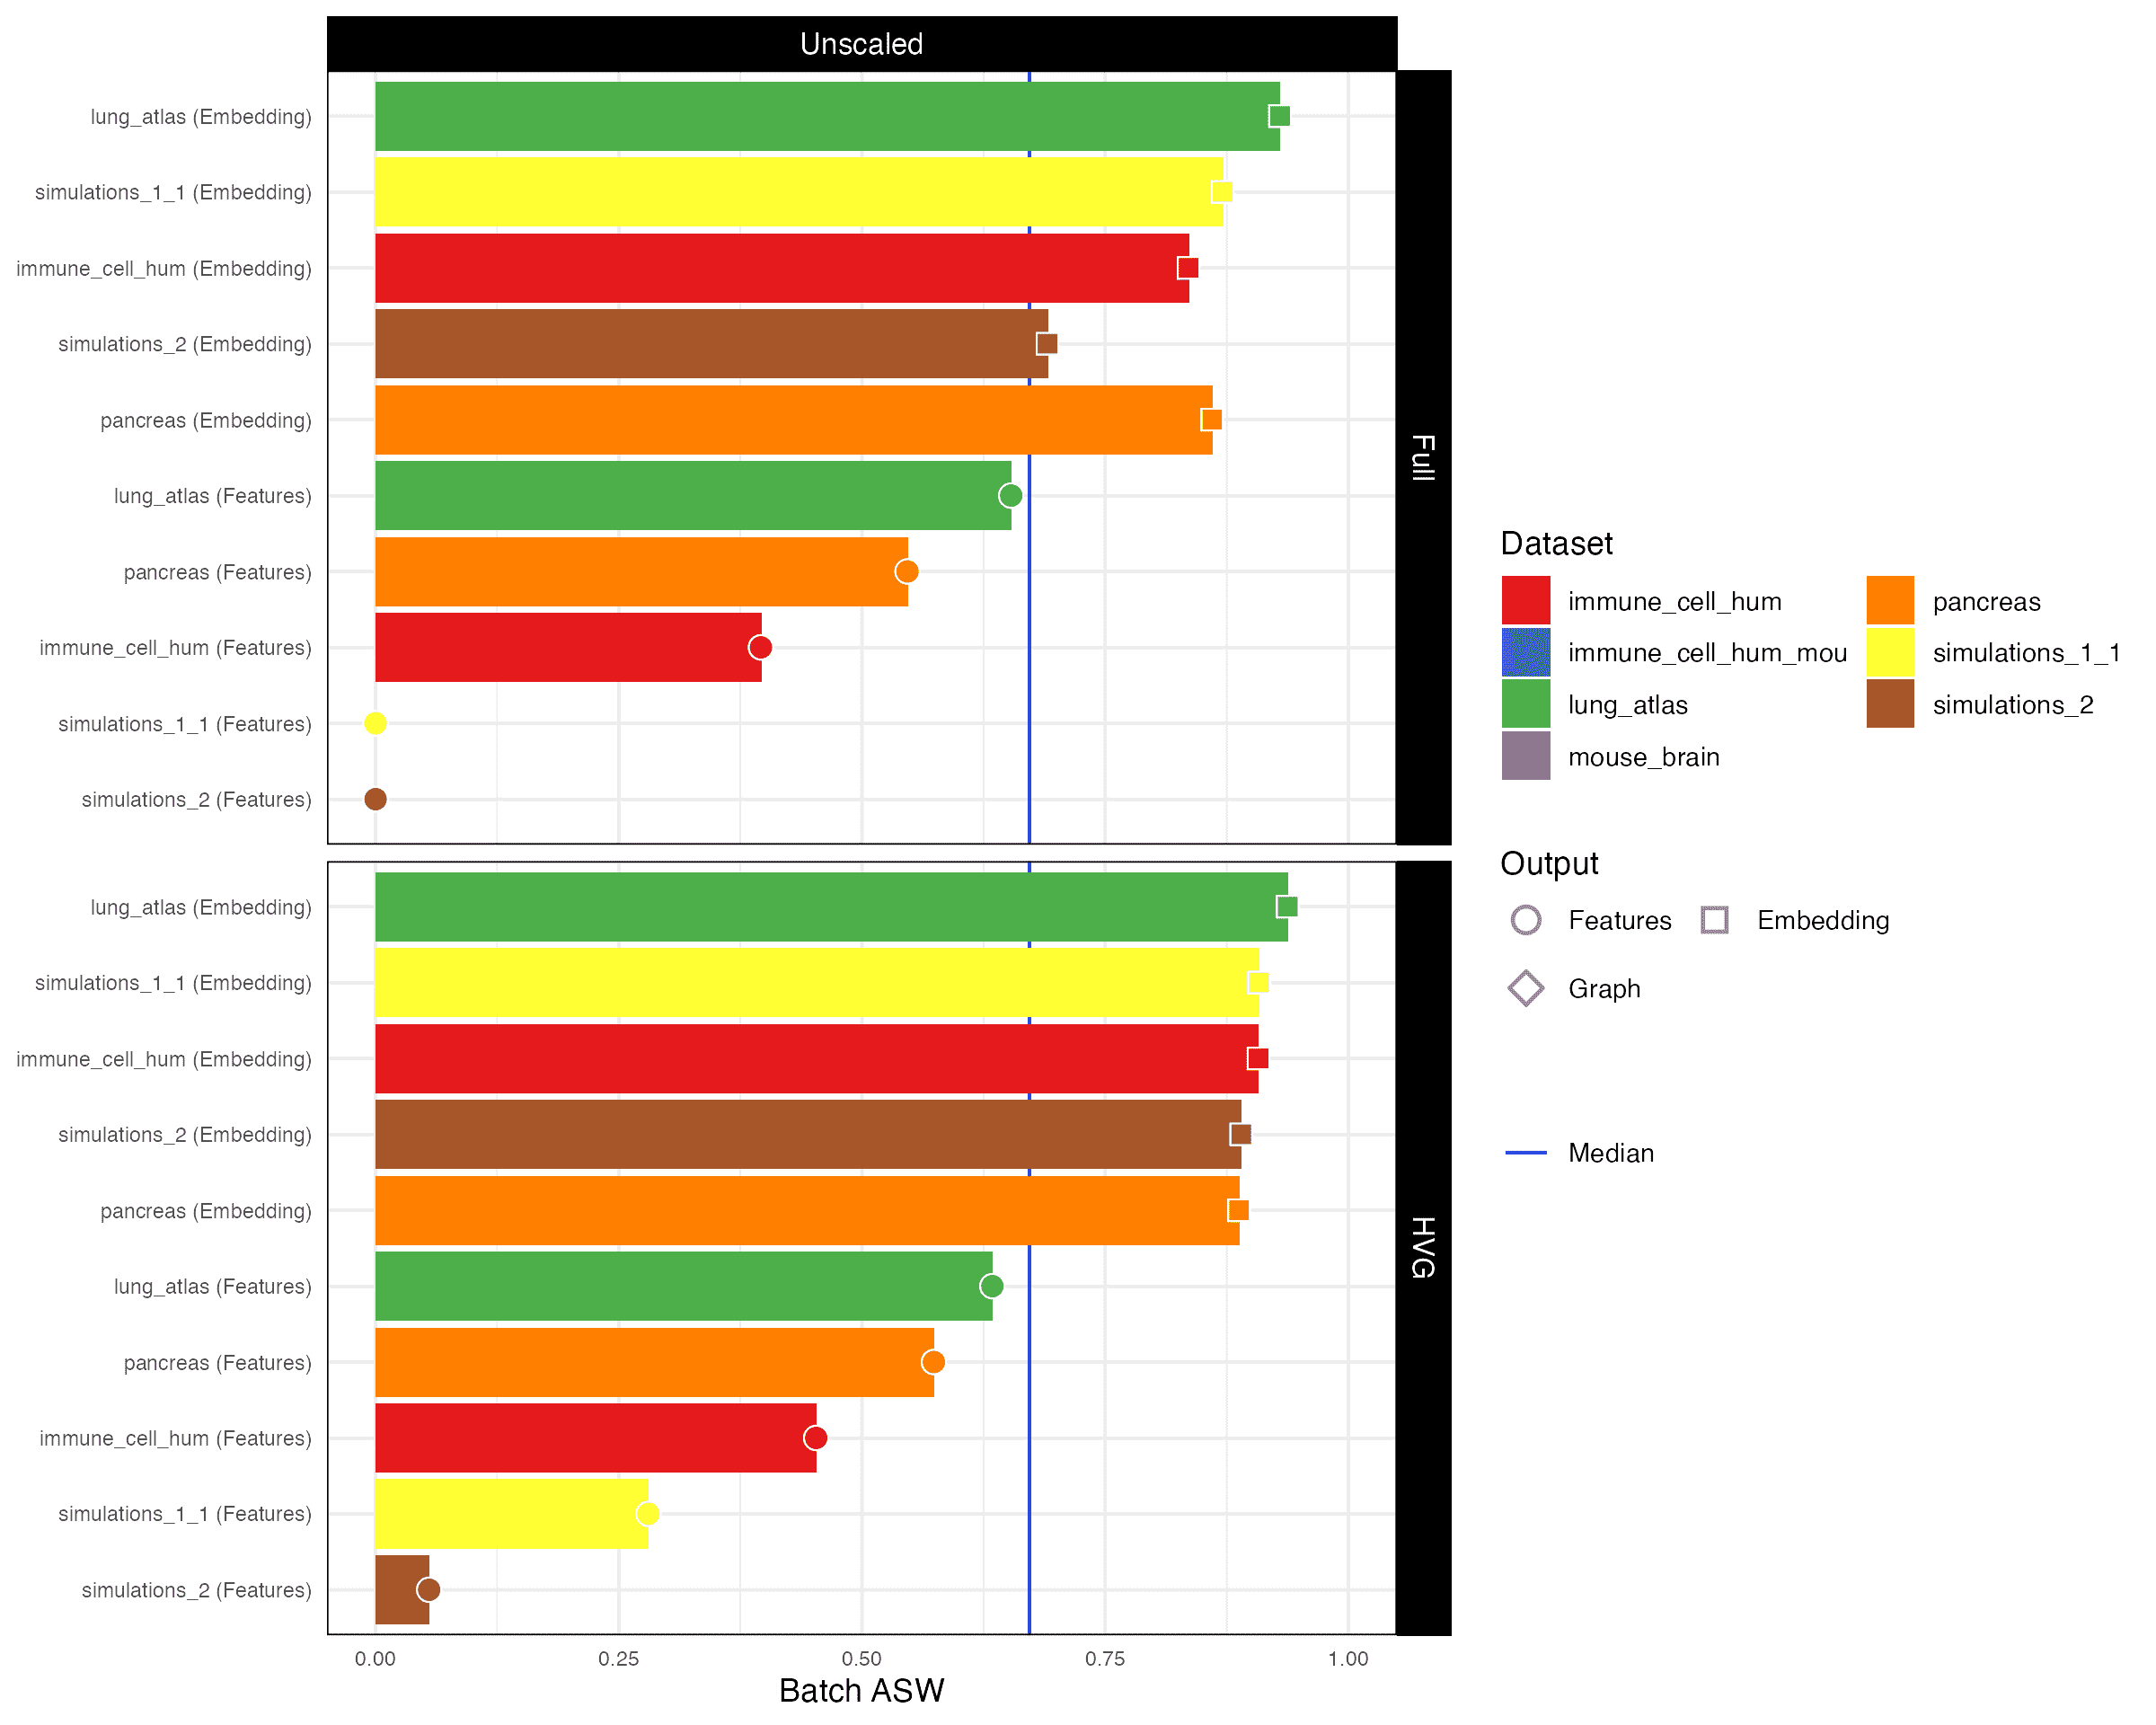 Unscaled
lung_atlas (Embedding)
simulations_1_1 (Embedding)
immune_cell_hum (Embedding)
simulations_2 (Embedding)
pancreas (Embedding)
lung_atlas (Features)
pancreas (Features)
immune_cell_hum (Features)
simulations_1_1 (Features)
simulations_2 (Features)
Full
lung_atlas (Embedding)
simulations_1_1 (Embedding)
immune_cell_hum (Embedding)
simulations_2 (Embedding)
pancreas (Embedding)
lung_atlas (Features)
pancreas (Features)
immune_cell_hum (Features)
simulations_1_1 (Features)
simulations_2 (Features)
HVG
0.00 0.25 0.50 0.75 1.00
Batch ASW
Dataset
immune_cell_hum pancreas
immune_cell_hum_mou simulations_1_1
lung_atlas simulations_2
mouse_brain
Output
Features Embedding
Graph
Median